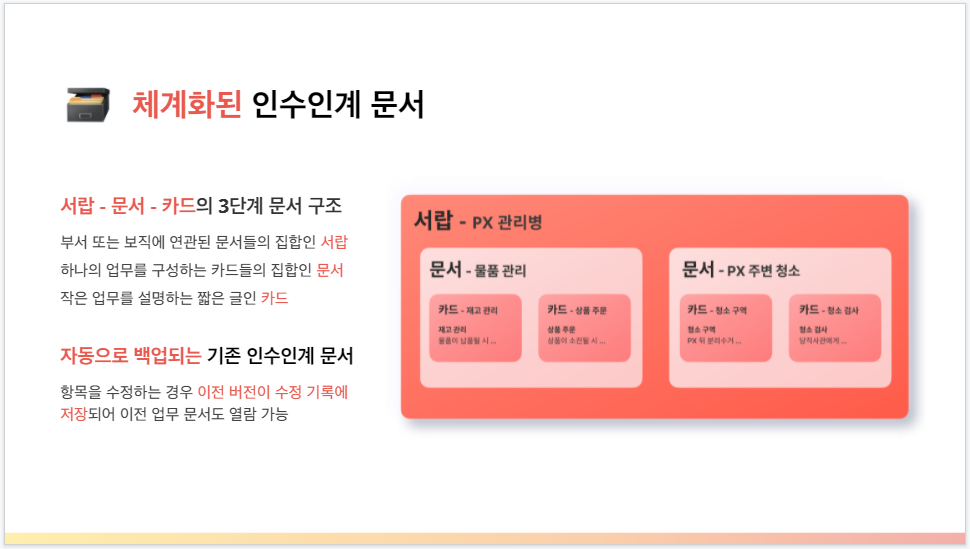 체계화된 인수인계 문서
서랍 - 문서 - 카드의 3단계 문서 구조
부서 또는 보직에 연관된 문서들의 집합인 서랍
하나의 업무를 구성하는 카드들의 집합인 문서
작은 업무를 설명하는 짧은 글인 카드
자동으로 백업되는 기존 인수인계 문서
항목을 수정하는 경우 이전 버전이 수정 기록에
저장되어 이전 업무 문서도 열람 가능
서랍 - PX 관리병
문서 - 물품 관리
카드 - 재고 관리
재고 관리
물품이 납품될 시 ...
카드 - 상품 주문
상품 주문
상품이 소진될 시 ...
문서 - PX 주변 청소
카드 - 청소 구역
청소 구역
PX 뒤 분리수거 ...
카드 - 청소 검사
청소 검사
당직사관에게 ...